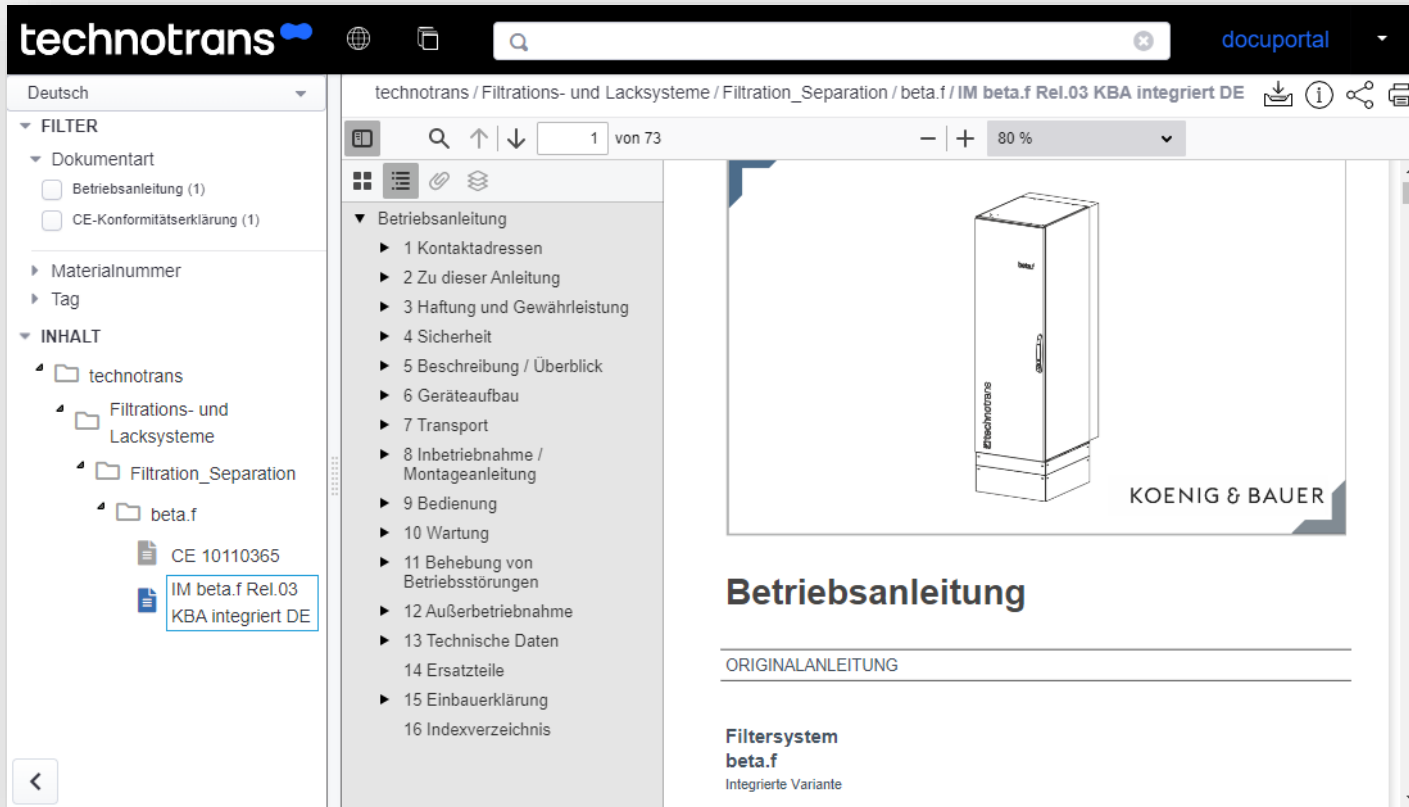 technotrans
docuportal
Deutsch
technotrans / Filtrations- und Lacksysteme / Filtration_Separation / beta.f / IM beta.f Rel.03 KBA integriert DE
FILTER
Dokumentart
Betriebsanleitung (1)
CE-Konformitätserklärung (1)
Materialnummer
Tag
INHALT
technotrans
Filtrations- und
Lacksysteme
Filtration_Separation
beta.f
CE 10110365
IM beta.f Rel.03
KBA integriert DE
1 von 73
80 %
Betriebsanleitung
1 Kontaktadressen
2 Zu dieser Anleitung
3 Haftung und Gewährleistung
4 Sicherheit
5 Beschreibung / Überblick
6 Geräteaufbau
7 Transport
8 Inbetriebnahme /
Montageanleitung
9 Bedienung
10 Wartung
11 Behebung von
Betriebsstörungen
12 Außerbetriebnahme
13 Technische Daten
14 Ersatzteile
15 Einbauerklärung
16 Indexverzeichnis
beta.f
technotrans
KOENIG & BAUER
Betriebsanleitung
ORIGINALANLEITUNG
Filtersystem
beta.f
Integrierte Variante